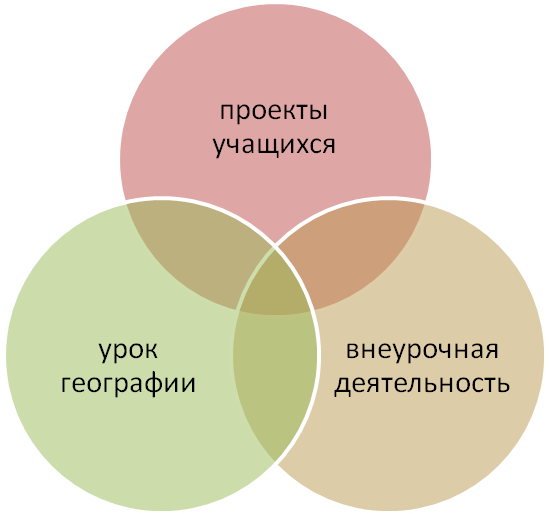 проекты
учащихся
урок
географии
внеурочная
деятельность